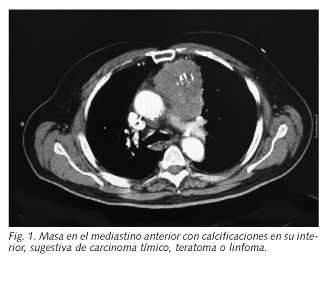 R
Fig. 1. Masa en el mediastino anterior con calcificaciones en su inte-
rior, sugestiva de carcinoma tímico, teratoma o linfoma.